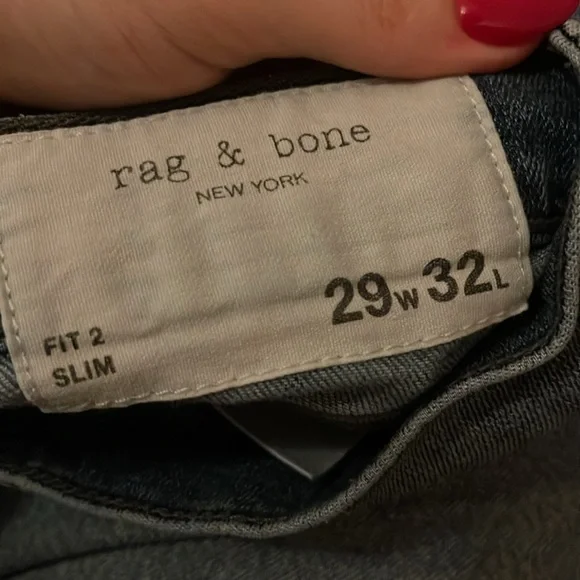 rag & bone
NEW YORK
29W 32L
FIT 2
SLIM